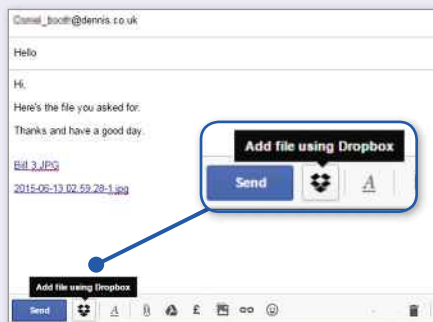 @dennis.co.uk
Hello
Hi,
Here's the file you asked for.
Thanks and have a good day.
Bill 3.JPG
2015-06-13 02.59.28-1.jpg
Add file using Dropbox
Send A
Add file using Dropbox
Send A £